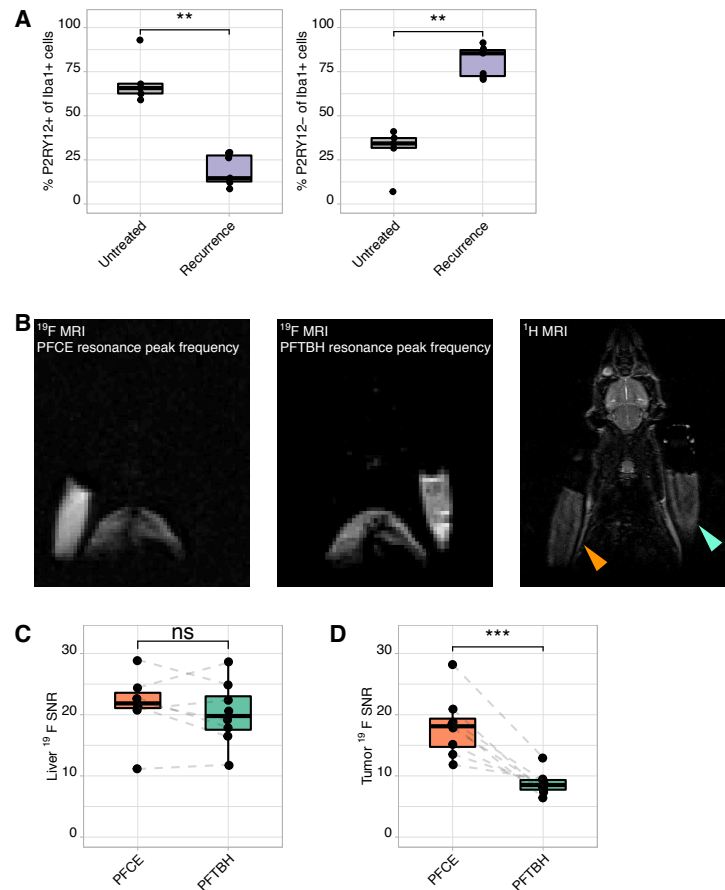 A
% P2RY12+ of Iba1+ cells
100
75
50
25
0
**
Untreated
Recurrence
% P2RY12− of Iba1+ cells
100
75
50
25
0
**
Untreated
Recurrence
B
¹⁹F MRI
PFCE resonance peak frequency
¹⁹F MRI
PFTBH resonance peak frequency
¹H MRI
C
Liver ¹⁹ F SNR
30
20
10
0
ns
PFCE
PFTBH
D
Tumor ¹⁹ F SNR
30
20
10
0
***
PFCE
PFTBH